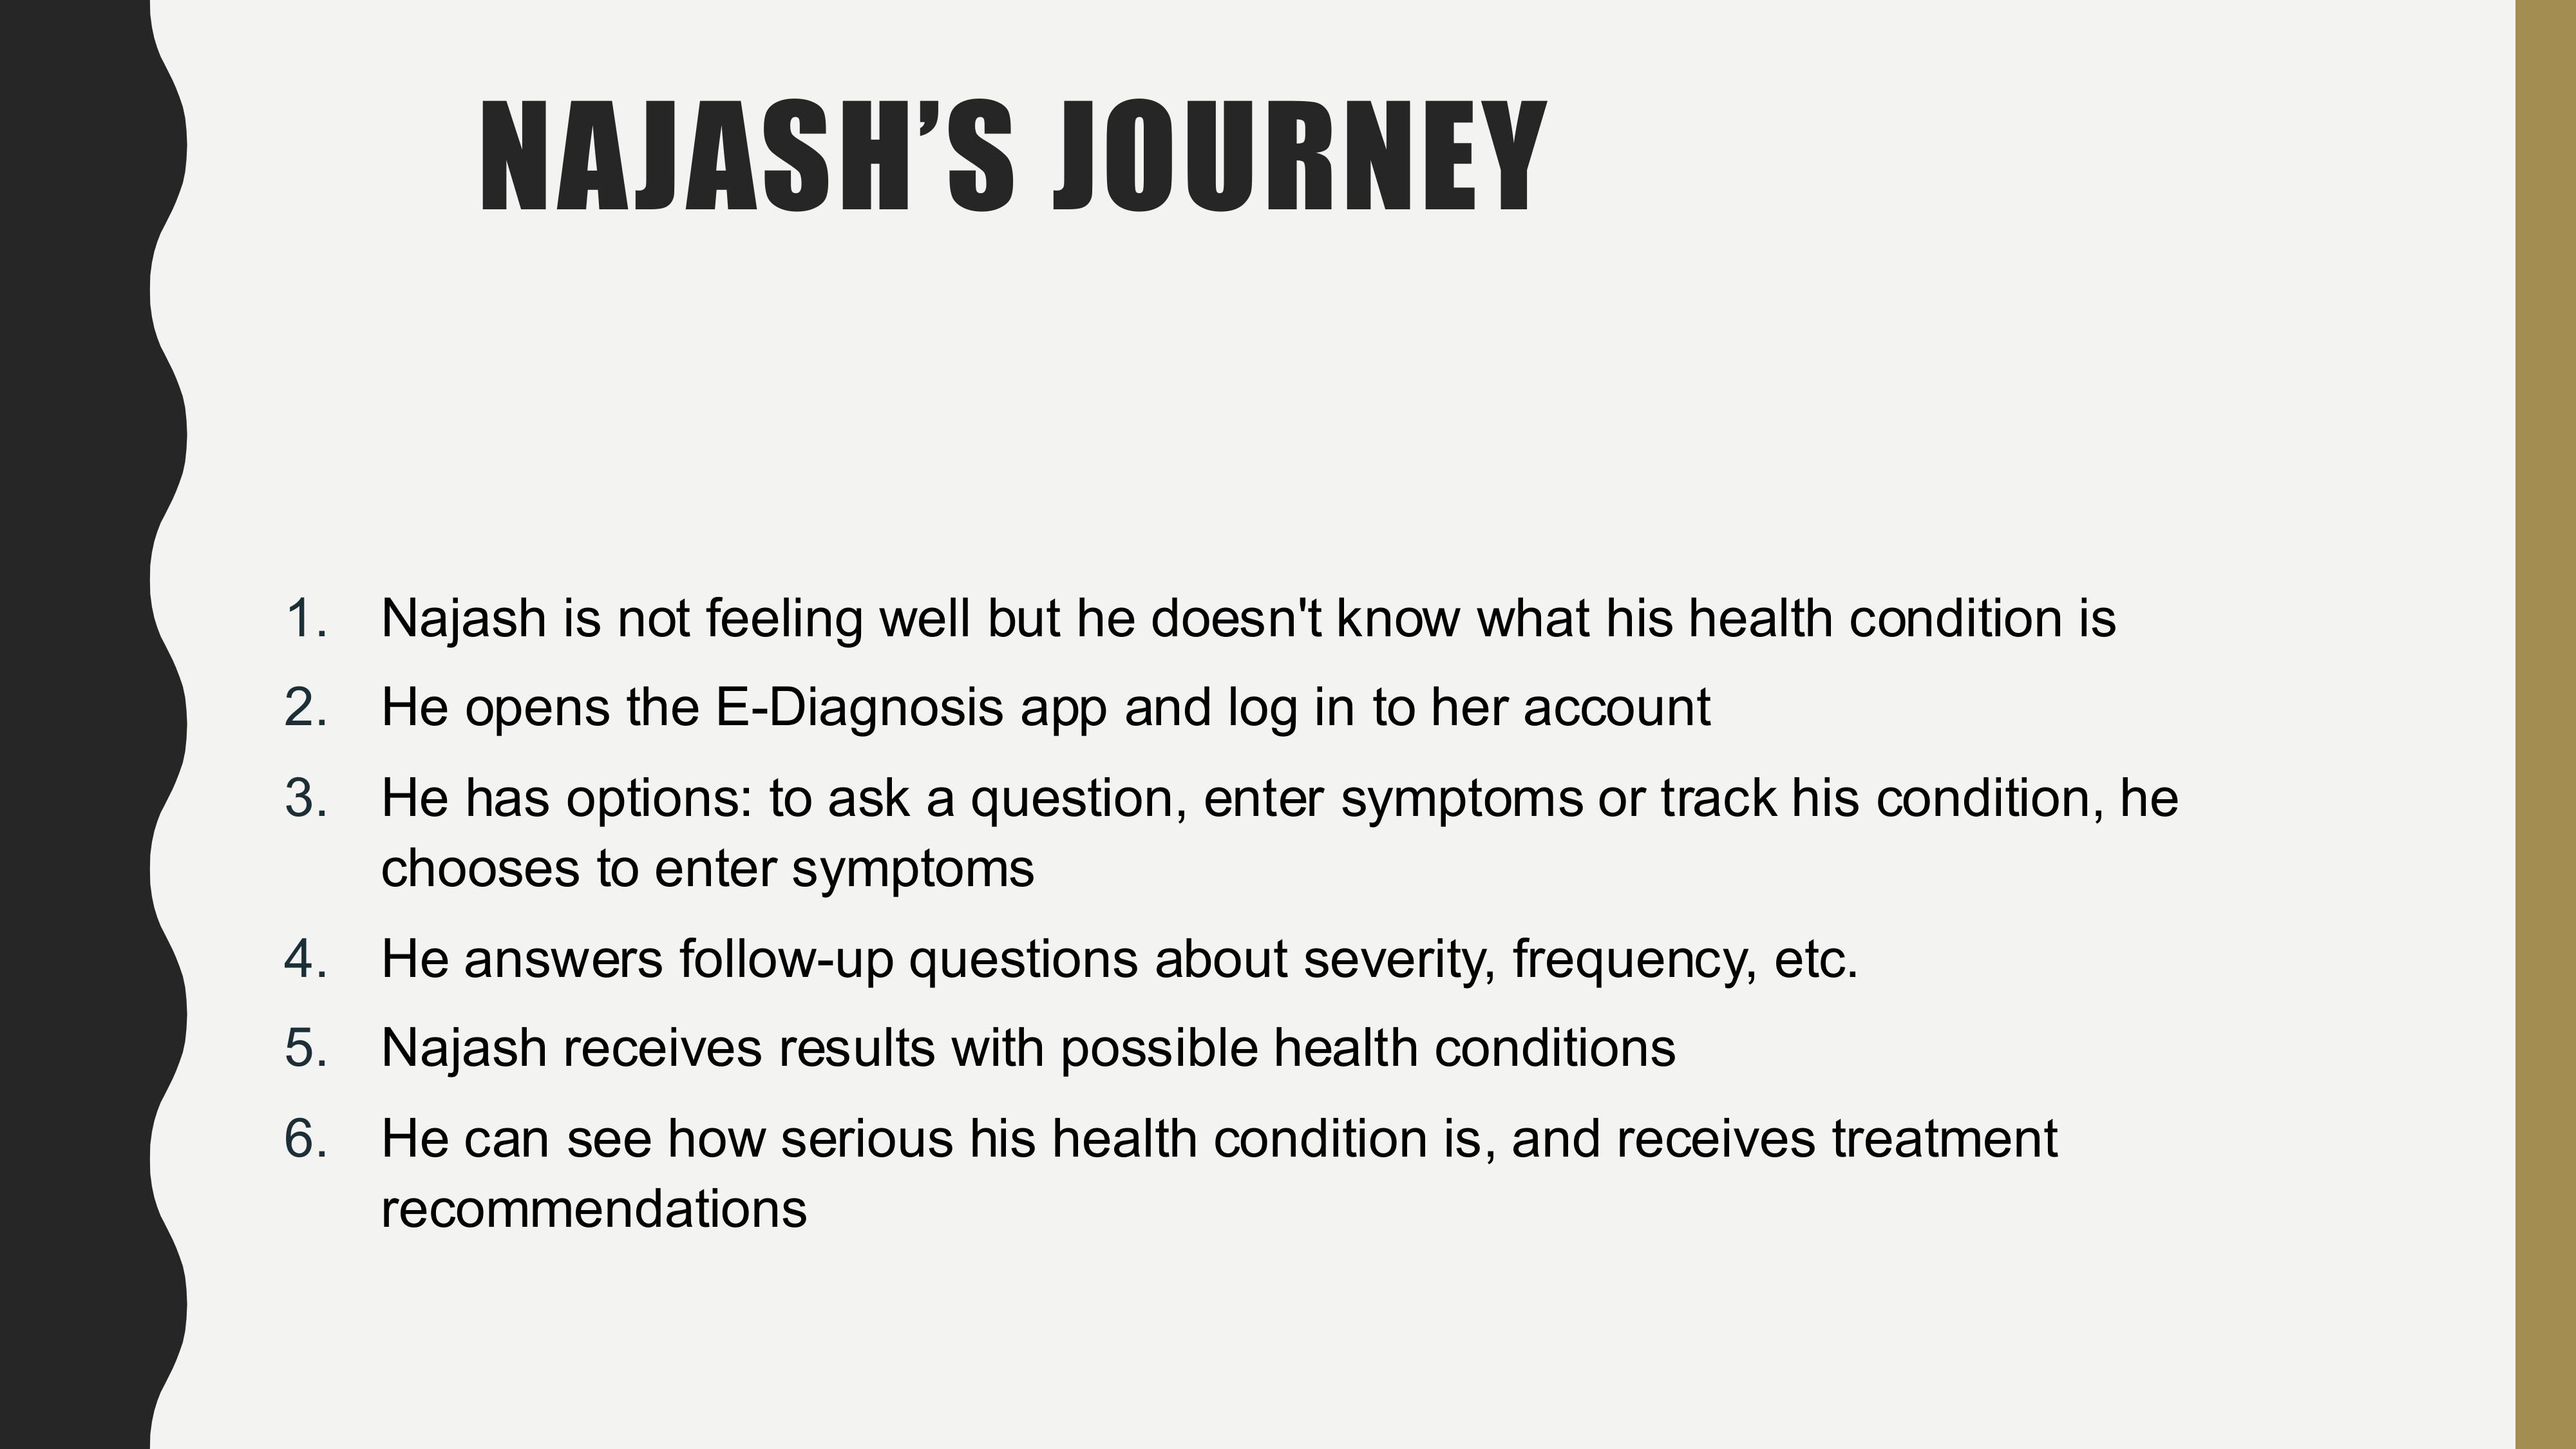 NAJASH’S JOURNEY
1. Najash is not feeling well but he doesn't know what his health condition is
2. He opens the E-Diagnosis app and log in to her account
3. He has options: to ask a question, enter symptoms or track his condition, he
chooses to enter symptoms
4. He answers follow-up questions about severity, frequency, etc.
5. Najash receives results with possible health conditions
6. He can see how serious his health condition is, and receives treatment
recommendations